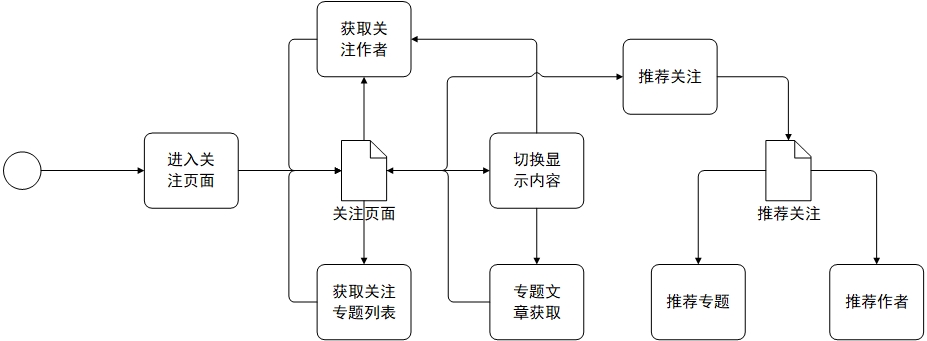 获取关
注作者
推荐关注
进入关
注页面
切换显
示内容
关注页面
推荐关注
获取关注
专题列表
专题文
章获取
推荐专题
推荐作者